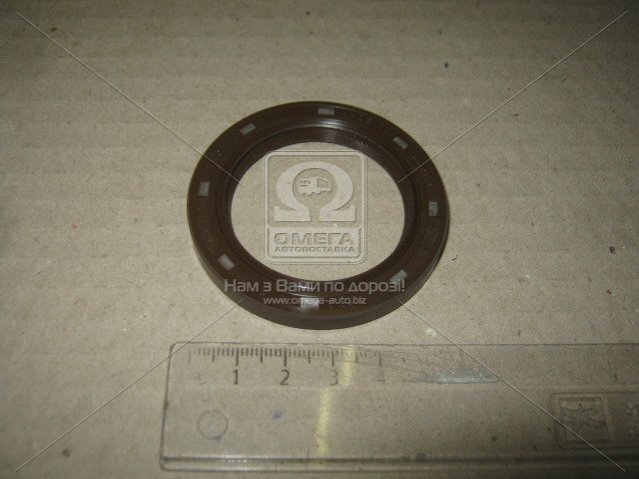 ОМЕГА
АВТОПОСТАВКА
Нам з Вами по дорозі!
www.omega-auto.biz
1 2 3 4